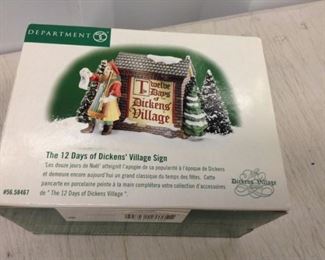 DEPARTMENT 56
Twelve
Days
of
Dickens'
Village
The 12 Days of Dickens' Village Sign
"Les douze jours de Noël" atteignit l'apogée de sa popularité à l'époque de Dickens
et demeure encore aujourd'hui un grand classique du temps des fêtes. Cette
pancarte en porcelaine peinte à la main complétera votre collection d'accessoires
de "The 12 Days of Dickens Village".
#56.58467
Dickens' Village